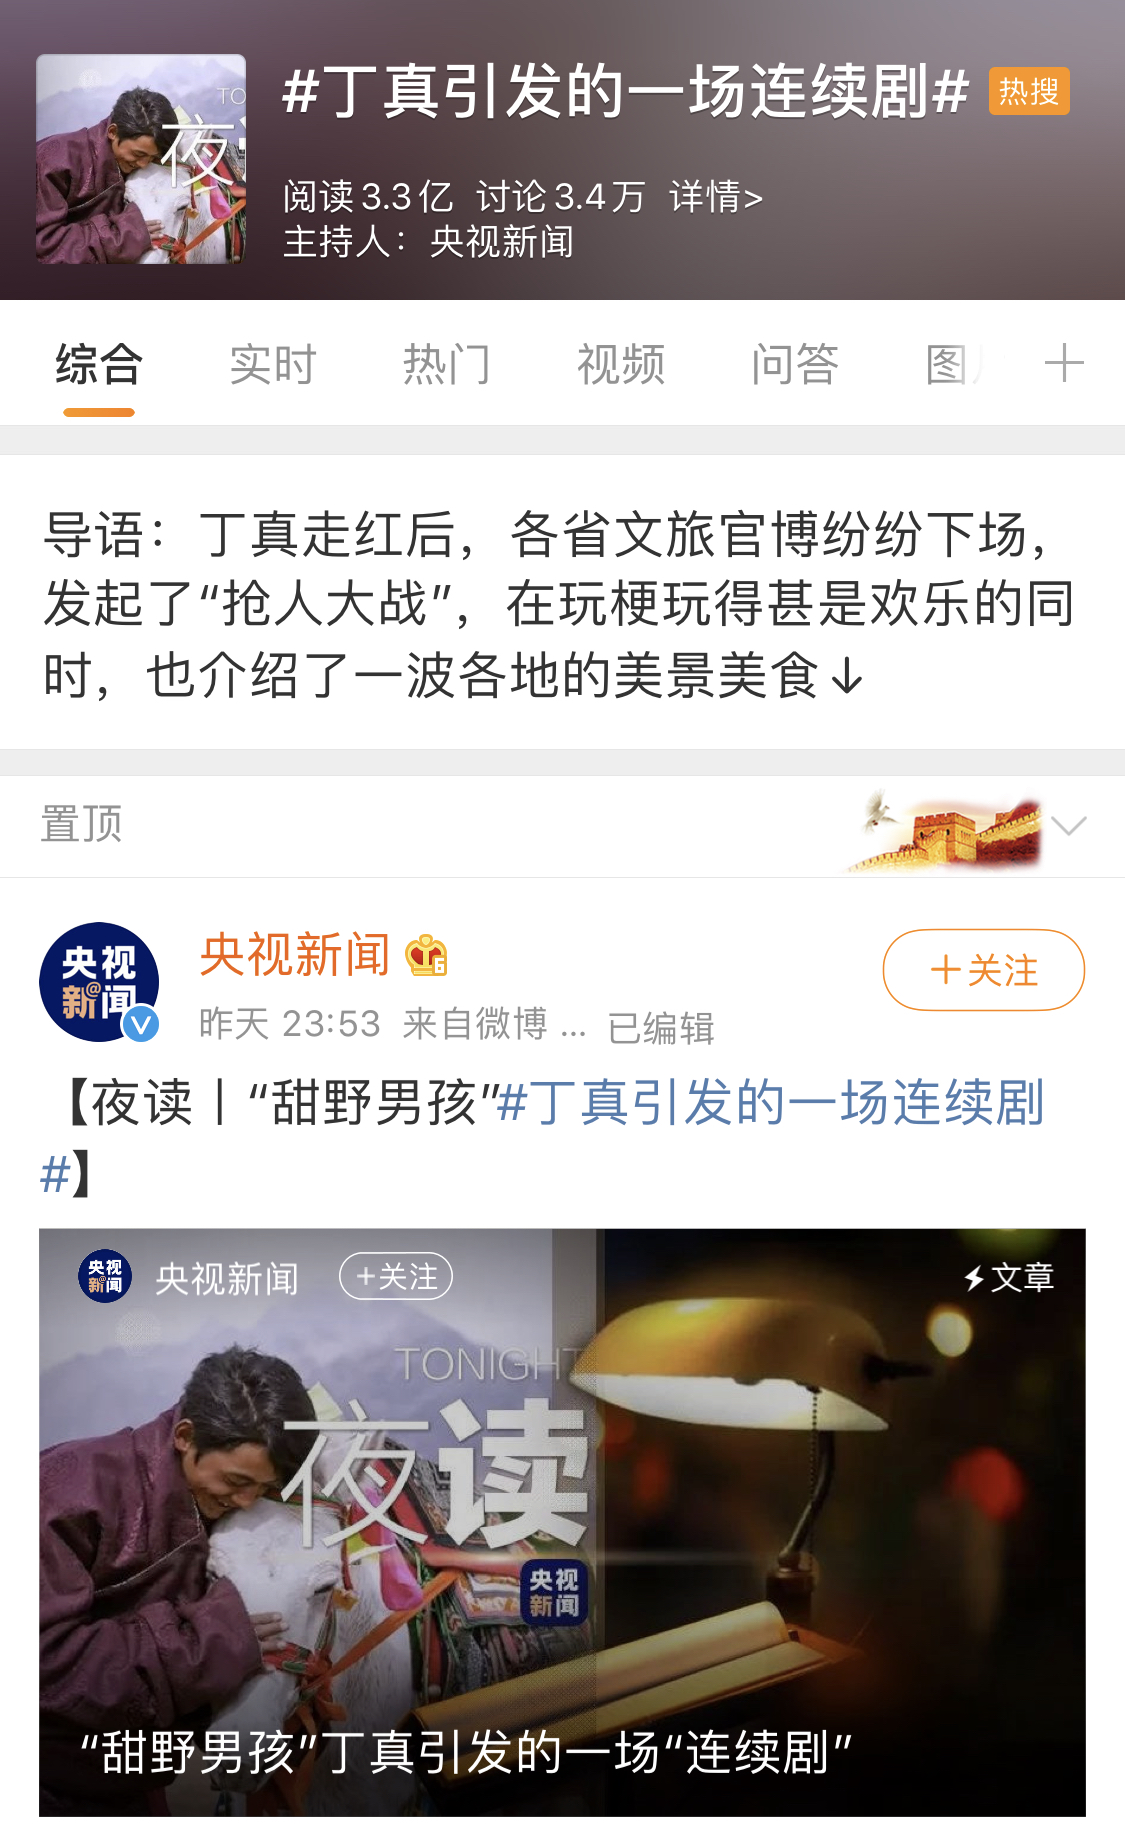 #丁真引发的一场连续剧# 热搜
TO
夜
阅读3.3亿 讨论3.4万 详情>
主持人：央视新闻
综合 实时 热门 视频 问答 图
导语：丁真走红后，各省文旅官博纷纷下场，
发起了“抢人大战”，在玩梗玩得甚是欢乐的同
时，也介绍了一波各地的美景美食↓
置顶
央视
新@闻
央视新闻
+关注
昨天 23:53 来自微博 ... 已编辑
【夜读丨“甜野男孩”#丁真引发的一场连续剧
#】
央视
新@闻
央视新闻 +关注 文章
TONIGHT
夜读
央视
新闻
“甜野男孩”丁真引发的一场“连续剧”